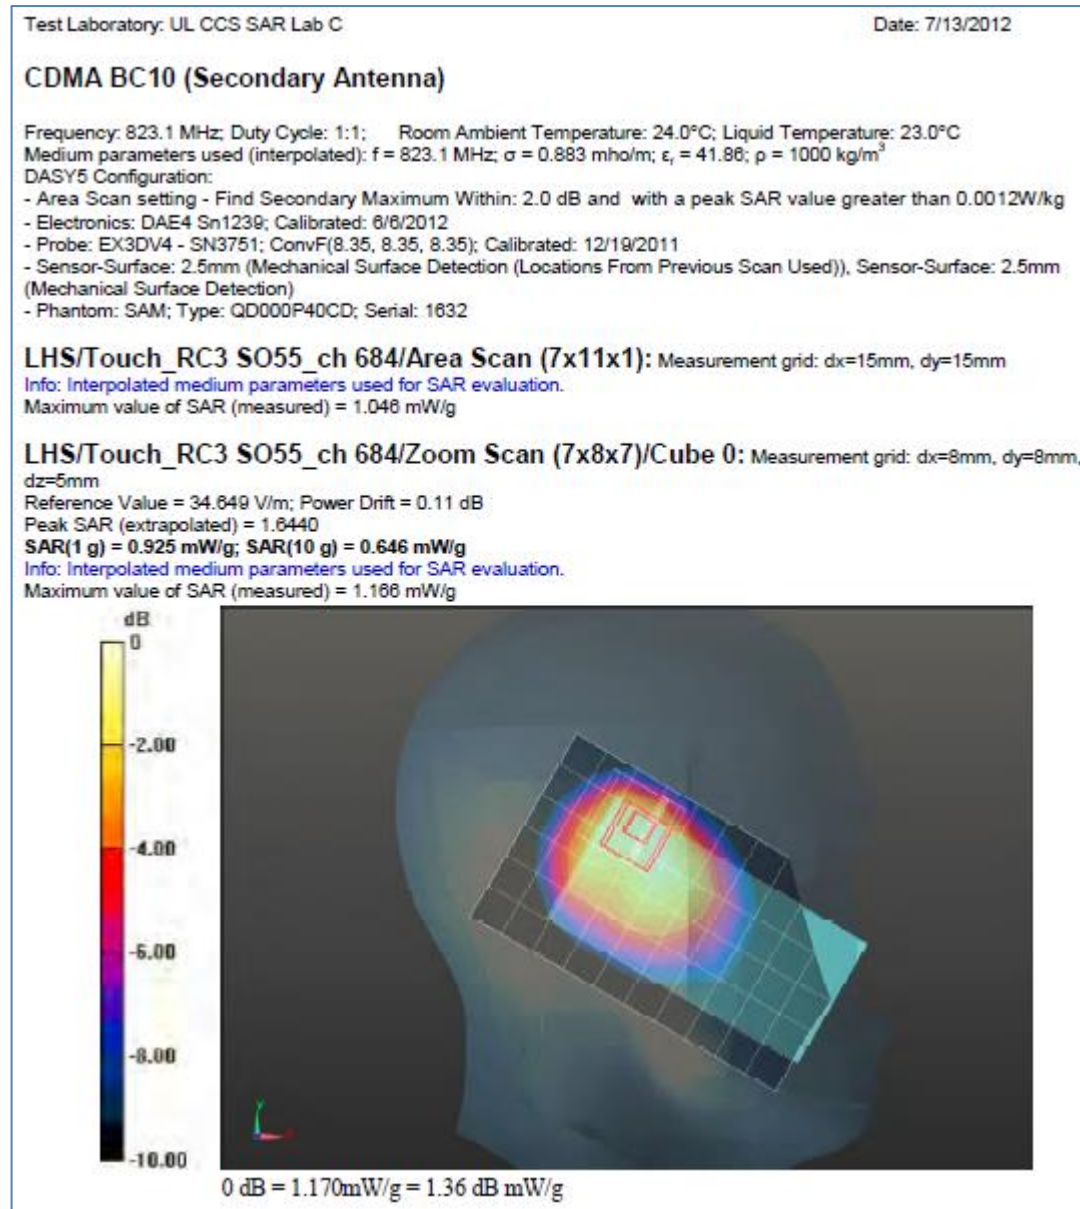 Test Laboratory: UL CCS SAR Lab C Date: 7/13/2012
CDMA BC10 (Secondary Antenna)
Frequency: 823.1 MHz; Duty Cycle: 1:1; Room Ambient Temperature: 24.0°C; Liquid Temperature: 23.0°C
Medium parameters used (interpolated): f = 823.1 MHz; σ = 0.883 mho/m; εr = 41.86; ρ = 1000 kg/m³
DASY5 Configuration:
- Area Scan setting - Find Secondary Maximum Within: 2.0 dB and with a peak SAR value greater than 0.0012W/kg
- Electronics: DAE4 Sn1239; Calibrated: 6/6/2012
- Probe: EX3DV4 - SN3751; ConvF(8.35, 8.35, 8.35); Calibrated: 12/19/2011
- Sensor-Surface: 2.5mm (Mechanical Surface Detection (Locations From Previous Scan Used)), Sensor-Surface: 2.5mm
(Mechanical Surface Detection)
- Phantom: SAM; Type: QD000P40CD; Serial: 1632
LHS/Touch_RC3 SO55_ch 684/Area Scan (7x11x1): Measurement grid: dx=15mm, dy=15mm
Info: Interpolated medium parameters used for SAR evaluation.
Maximum value of SAR (measured) = 1.046 mW/g
LHS/Touch_RC3 SO55_ch 684/Zoom Scan (7x8x7)/Cube 0: Measurement grid: dx=8mm, dy=8mm,
dz=5mm
Reference Value = 34.649 V/m; Power Drift = 0.11 dB
Peak SAR (extrapolated) = 1.6440
SAR(1 g) = 0.925 mW/g; SAR(10 g) = 0.646 mW/g
Info: Interpolated medium parameters used for SAR evaluation.
Maximum value of SAR (measured) = 1.166 mW/g
dB
0
-2.00
-4.00
-6.00
-8.00
-10.00
0 dB = 1.170mW/g = 1.36 dB mW/g